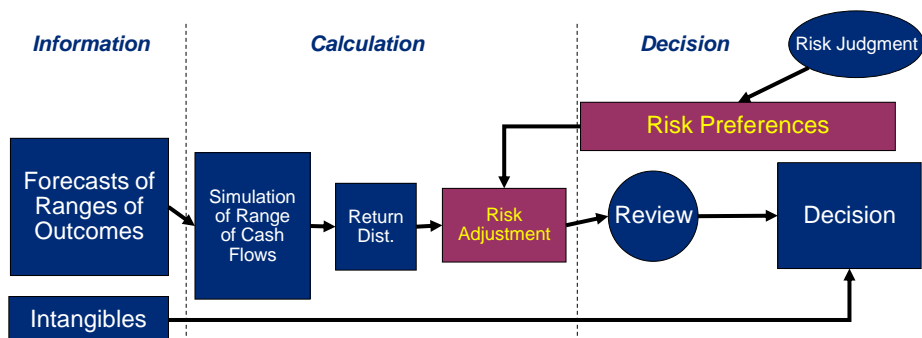 Information
Calculation
Decision
Risk Judgment
Risk Preferences
Forecasts of
Ranges of
Outcomes
Simulation
of Range
of Cash
Flows
Return
Dist.
Risk
Adjustment
Review
Decision
Intangibles